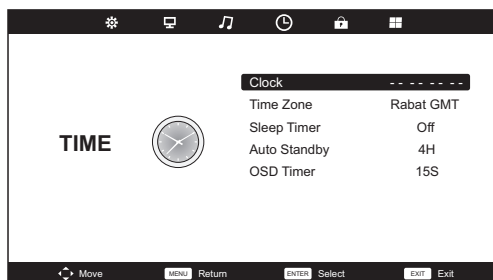 Clock - - - - - - - -
Time Zone Rabat GMT
Sleep Timer Off
TIME
Auto Standby 4H
OSD Timer 15S
Move MENU Return ENTER Select EXIT Exit